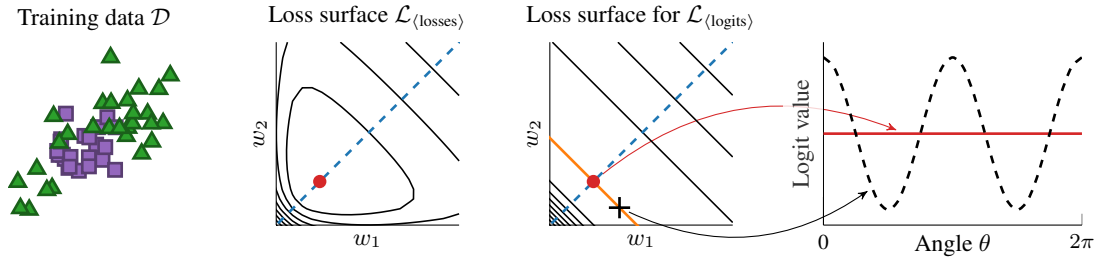 Training data 𝒟
Loss surface ℒ⟨losses⟩
Loss surface for ℒ⟨logits⟩
w₂
w₁
w₂
w₁
Logit value
0
Angle θ
2π